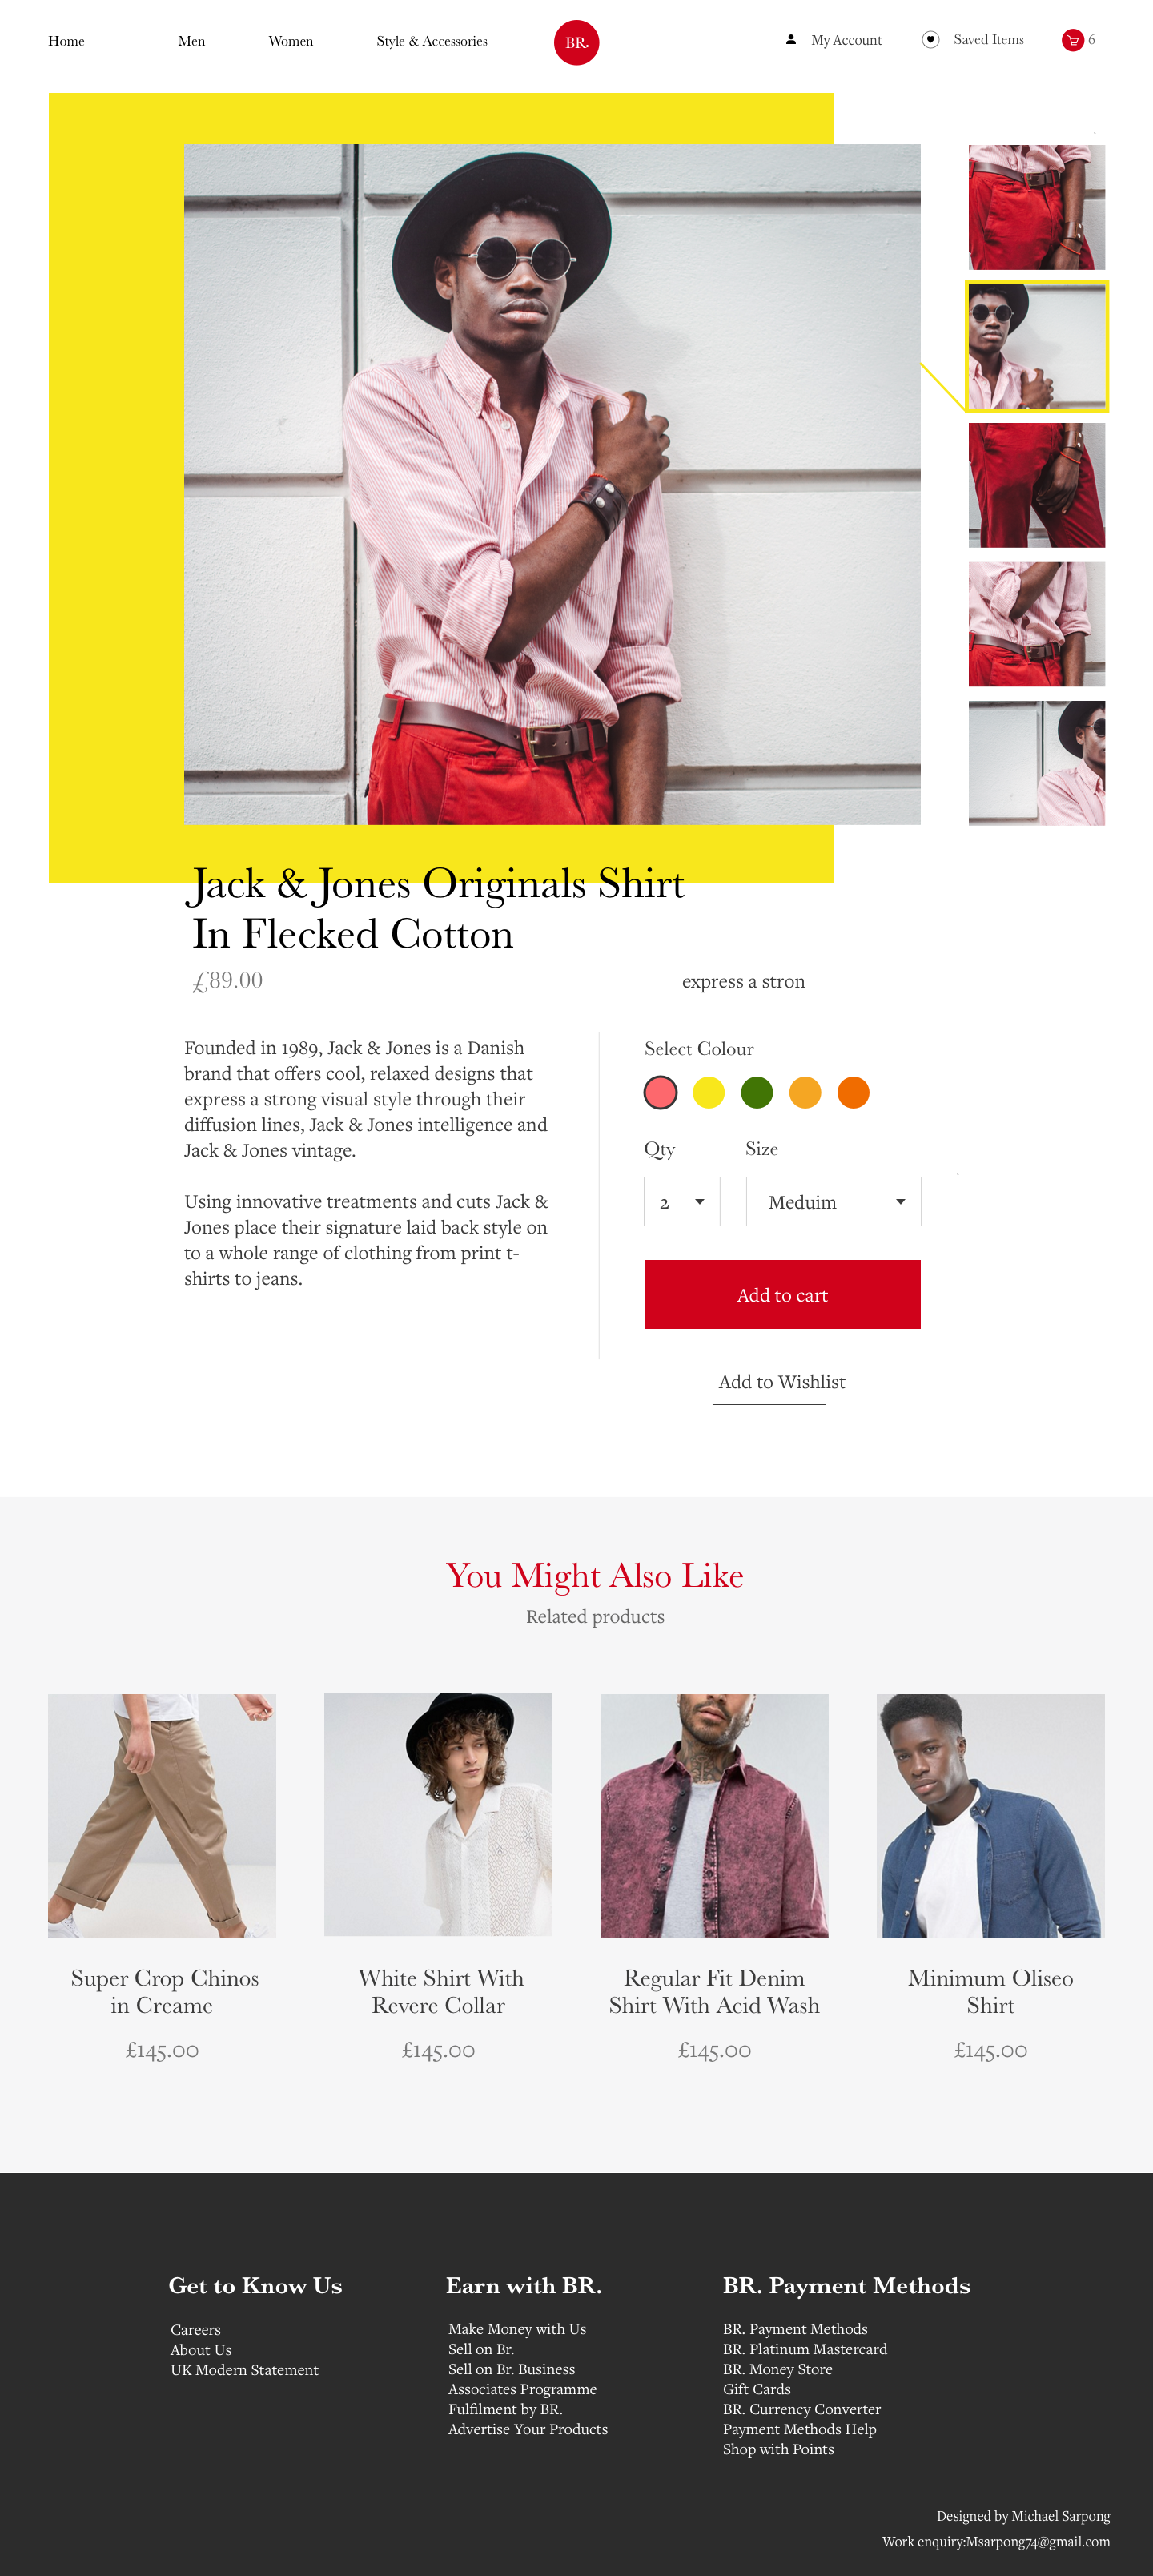 Home
Men
Women
Style & Accessories
BR.
My Account
Saved Items
6
Jack & Jones Originals Shirt
In Flecked Cotton
£89.00
express a stron
Founded in 1989, Jack & Jones is a Danish
brand that offers cool, relaxed designs that
express a strong visual style through their
diffusion lines, Jack & Jones intelligence and
Jack & Jones vintage.
Using innovative treatments and cuts Jack &
Jones place their signature laid back style on
to a whole range of clothing from print t-
shirts to jeans.
Select Colour
Qty
Size
2
Meduim
Add to cart
Add to Wishlist
You Might Also Like
Related products
Super Crop Chinos
in Creame
£145.00
White Shirt With
Revere Collar
£145.00
Regular Fit Denim
Shirt With Acid Wash
£145.00
Minimum Oliseo
Shirt
£145.00
Get to Know Us
Careers
About Us
UK Modern Statement
Earn with BR.
Make Money with Us
Sell on Br.
Sell on Br. Business
Associates Programme
Fulfilment by BR.
Advertise Your Products
BR. Payment Methods
BR. Payment Methods
BR. Platinum Mastercard
BR. Money Store
Gift Cards
BR. Currency Converter
Payment Methods Help
Shop with Points
Designed by Michael Sarpong
Work enquiry:Msarpong74@gmail.com